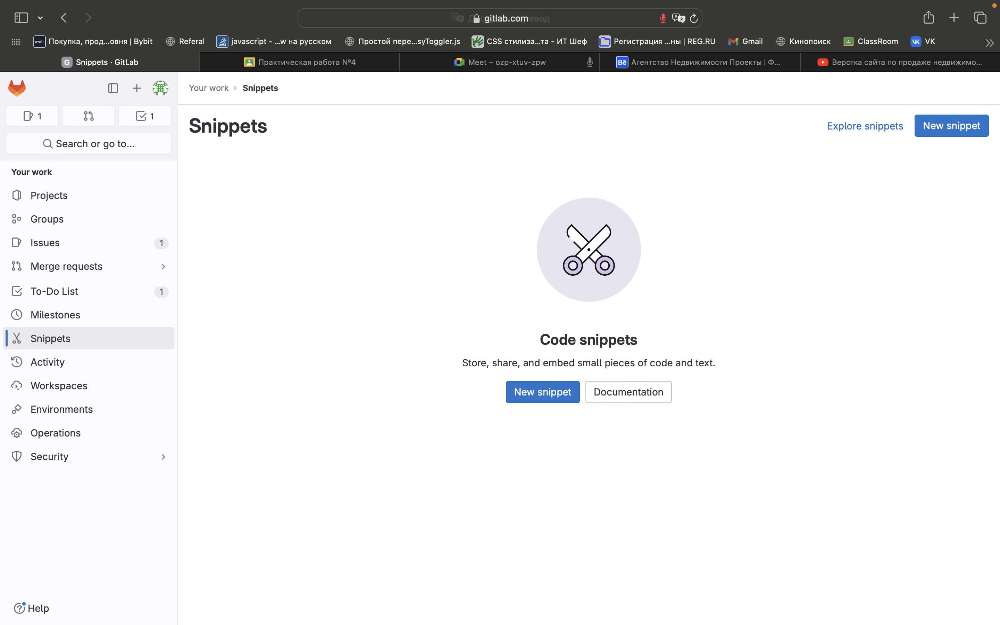 gitlab.com
Покупка, прод...овня | Bybit
Referal
javascript - ...w на русском
Простой пере...syToggler.js
CSS стилиза...та - ИТ Шеф
Регистрация ...ны | REG.RU
Gmail
Кинопоиск
ClassRoom
VK
Snippets · GitLab
Практическая работа №4
Meet – ozp-xtuv-zpw
Агентство Недвижимости Проекты | Ф...
Верстка сайта по продаже недвижимо...
1
1
Search or go to...
Your work
Projects
Groups
Issues 1
Merge requests
To-Do List 1
Milestones
Snippets
Activity
Workspaces
Environments
Operations
Security
Help
Your work › Snippets
Snippets
Explore snippets
New snippet
Code snippets
Store, share, and embed small pieces of code and text.
New snippet
Documentation